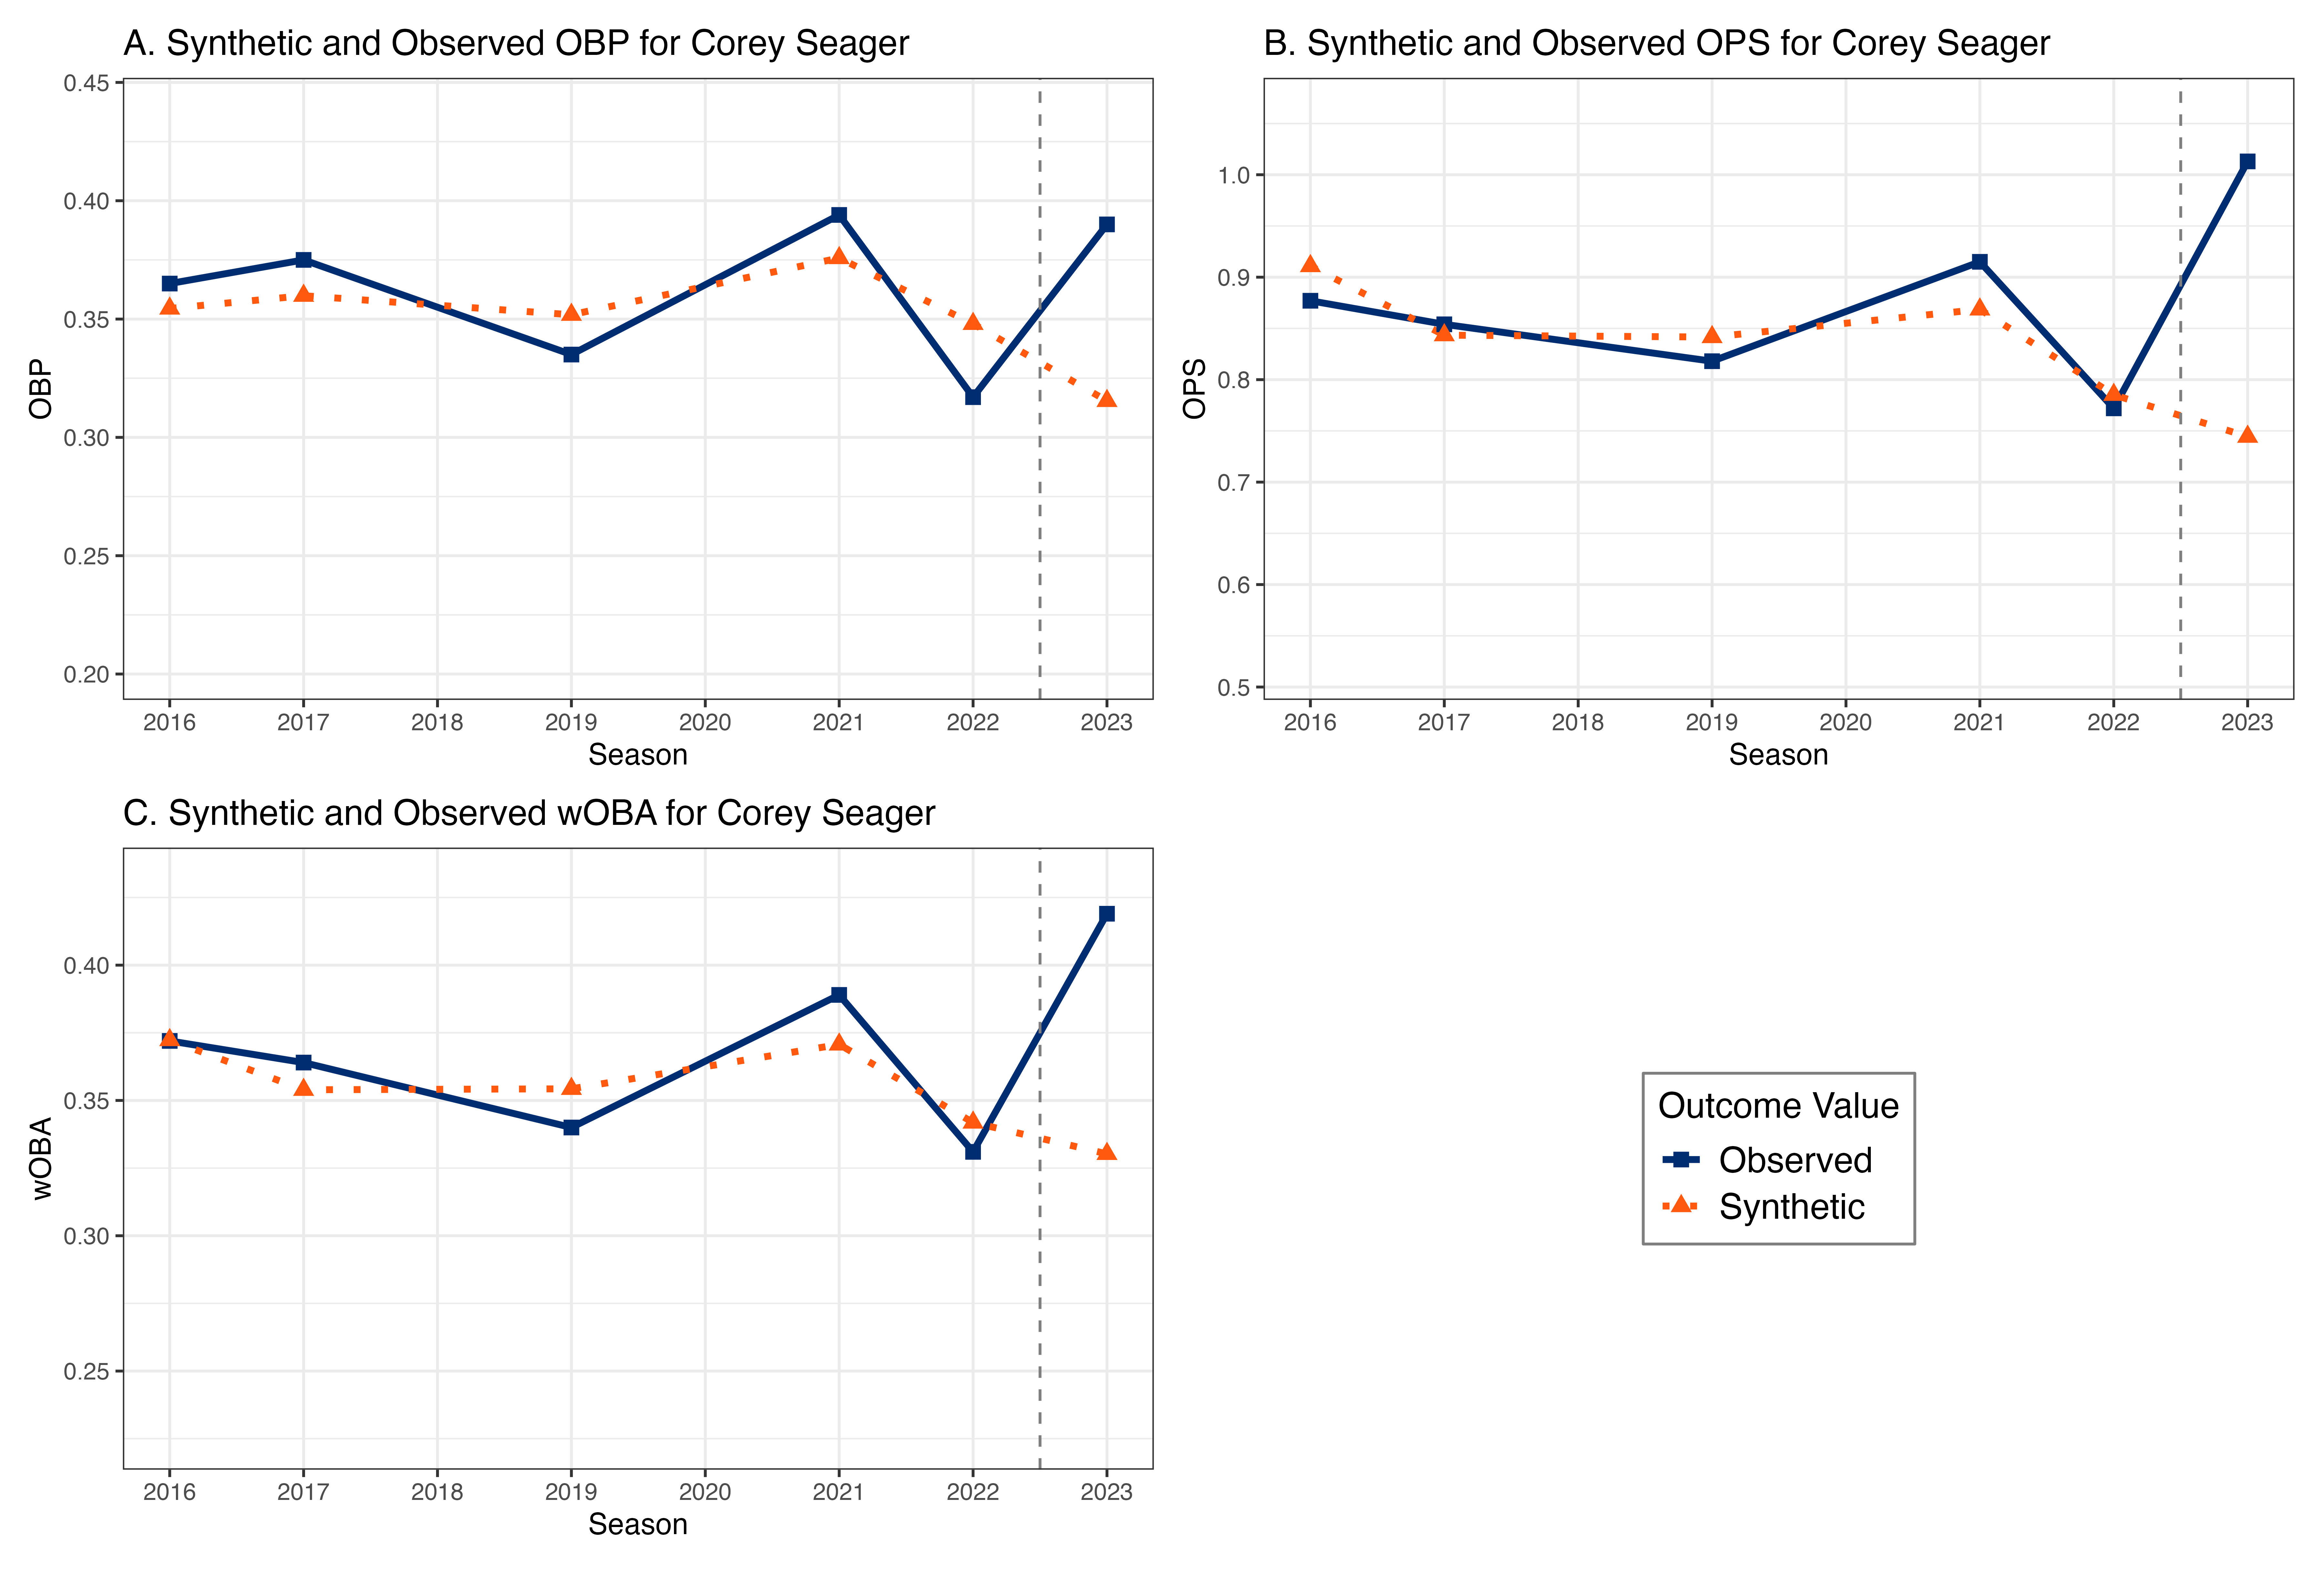 A. Synthetic and Observed OBP for Corey Seager
0.45
0.40
0.35
0.30
0.25
0.20
OBP
2016 2017 2018 2019 2020 2021 2022 2023
Season
B. Synthetic and Observed OPS for Corey Seager
1.0
0.9
0.8
0.7
0.6
0.5
OPS
2016 2017 2018 2019 2020 2021 2022 2023
Season
C. Synthetic and Observed wOBA for Corey Seager
0.40
0.35
0.30
0.25
wOBA
2016 2017 2018 2019 2020 2021 2022 2023
Season
Outcome Value
Observed
Synthetic